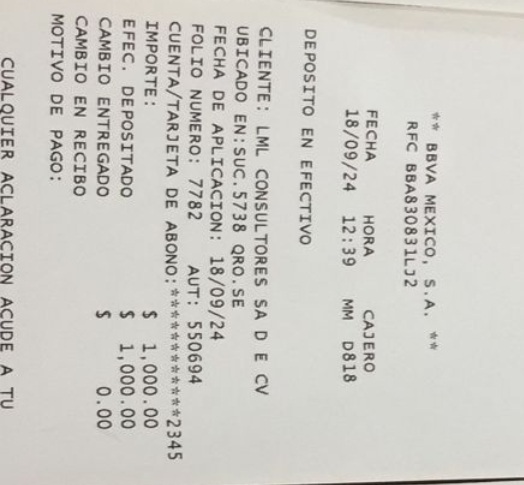 ** BBVA MEXICO, S.A. **
RFC BBA830831LJ2
FECHA HORA CAJERO
18/09/24 12:39 MM D818
DEPOSITO EN EFECTIVO
CLIENTE: LML CONSULTORES SA D E CV
UBICADO EN:SUC.5738 QRO.SE
FECHA DE APLICACION: 18/09/24
FOLIO NUMERO: 7782 AUT: 550694
CUENTA/TARJETA DE ABONO:************2345
IMPORTE: $ 1,000.00
EFEC. DEPOSITADO $ 1,000.00
CAMBIO ENTREGADO $ 0.00
CAMBIO EN RECIBO
MOTIVO DE PAGO:
CUALQUIER ACLARACION ACUDE A TU